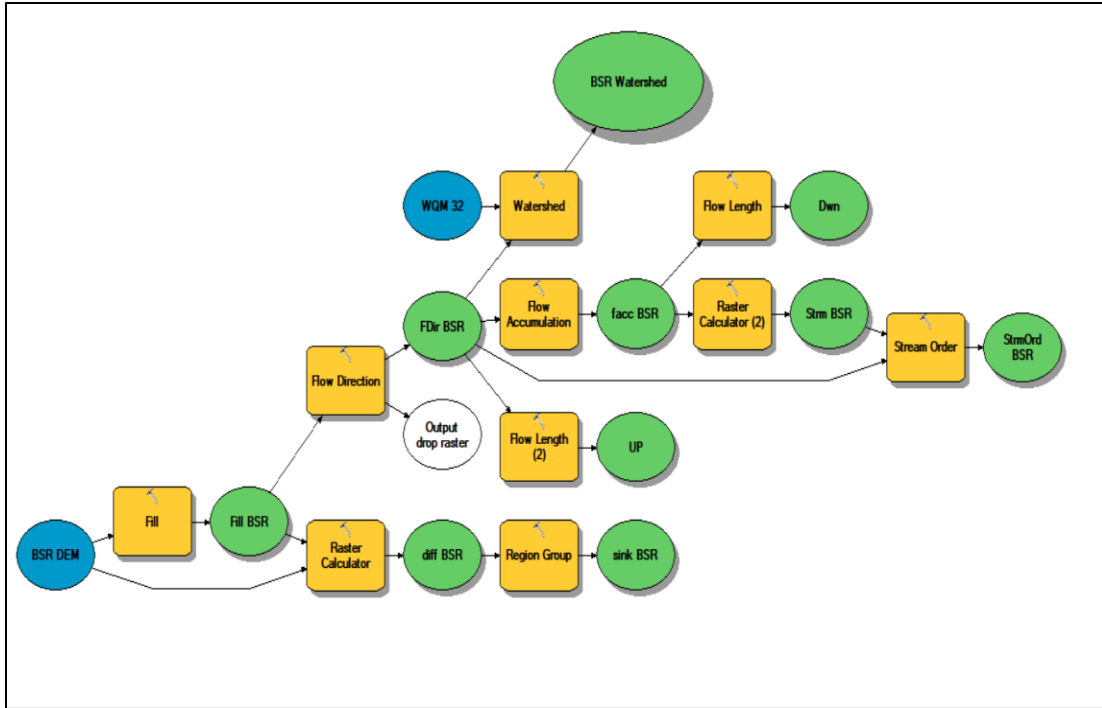 BSR Watershed
WQM 32
Watershed
Flow Length
Dwn
FDir BSR
Flow
Accumulation
facc BSR
Raster
Calculator (2)
Strm BSR
Stream Order
StrmOrd
BSR
Flow Direction
Output
drop raster
Flow Length
(2)
UP
BSR DEM
Fill
Fill BSR
Raster
Calculator
diff BSR
Region Group
sink BSR